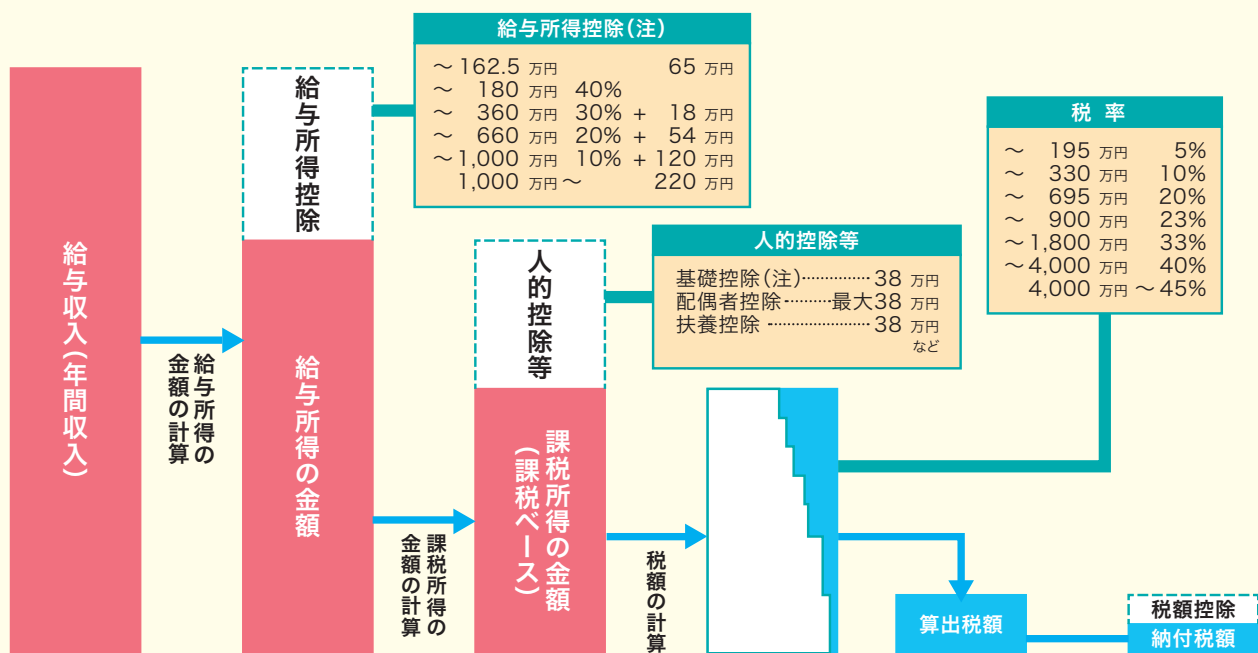 給与収入(年間収入)
給与所得の
金額の計算
給与所得控除
給与所得の金額
給与所得控除(注)
〜 162.5 万円 65 万円
〜 180 万円 40%
〜 360 万円 30% + 18 万円
〜 660 万円 20% + 54 万円
〜1,000 万円 10% + 120 万円
1,000 万円〜 220 万円
課税所得の
金額の計算
人的控除等
課税所得の金額
(課税ベース)
人的控除等
基礎控除(注)……………38 万円
配偶者控除………最大38 万円
扶養控除 …………………38 万円
など
税額の計算
税 率
〜 195 万円 5%
〜 330 万円 10%
〜 695 万円 20%
〜 900 万円 23%
〜1,800 万円 33%
〜4,000 万円 40%
4,000 万円 〜 45%
算出税額
税額控除
納付税額